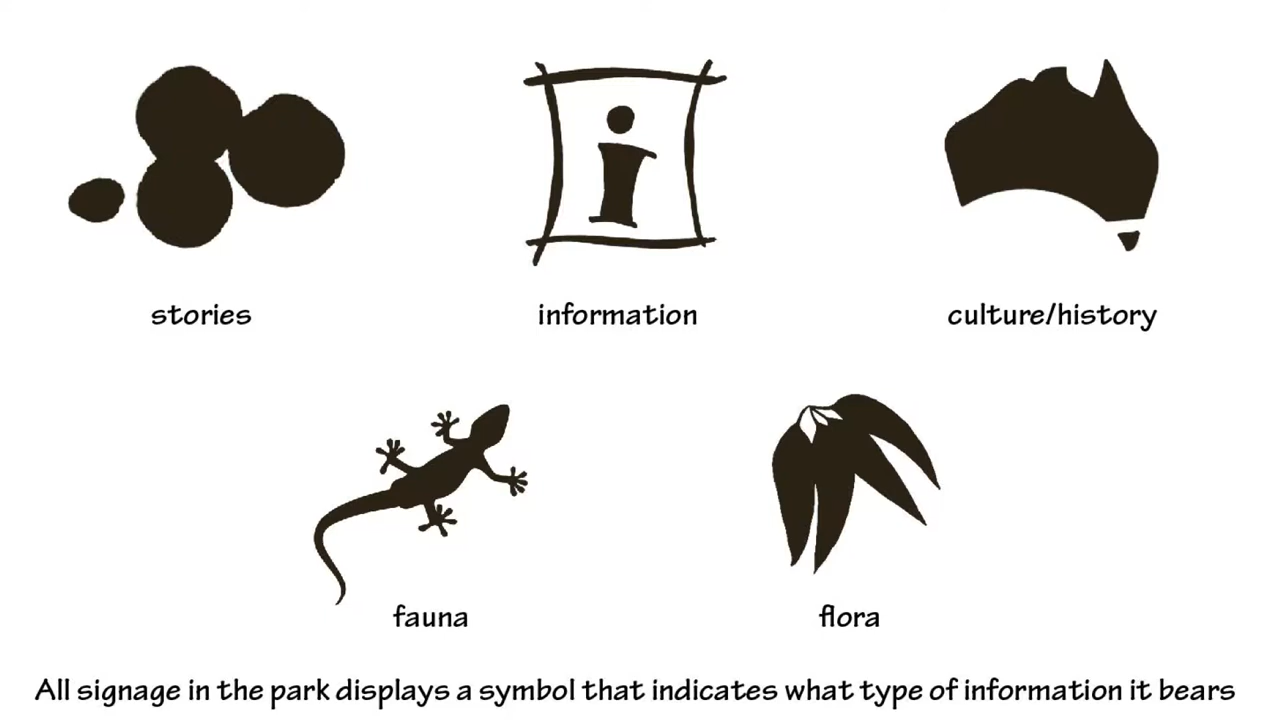 i
stories
information
culture/history
fauna
flora
All signage in the park displays a symbol that indicates what type of information it bears